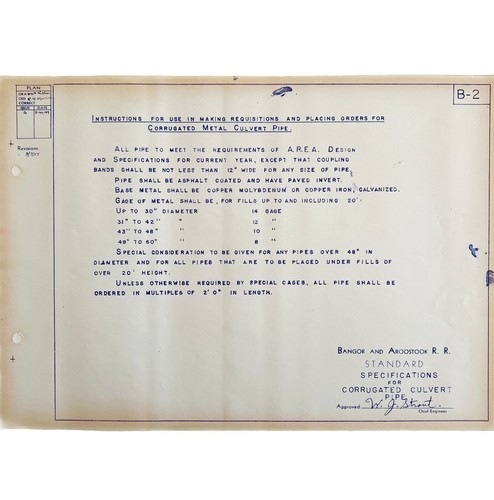 PLAN
DRAWN
CKD
CORRECT
ISSUE DATE
Revisions:
B-2
INSTRUCTIONS FOR USE IN MAKING REQUISITIONS AND PLACING ORDERS FOR
CORRUGATED METAL CULVERT PIPE.
ALL PIPE TO MEET THE REQUIREMENTS OF A.R.E.A. DESIGN
AND SPECIFICATIONS FOR CURRENT YEAR, EXCEPT THAT COUPLING
BANDS SHALL BE NOT LESS THAN 12" WIDE FOR ANY SIZE OF PIPE.
PIPE SHALL BE ASPHALT COATED AND HAVE PAVED INVERT.
BASE METAL SHALL BE COPPER MOLYBDENUM OR COPPER IRON, GALVANIZED.
GAGE OF METAL SHALL BE, FOR FILLS UP TO AND INCLUDING 20'-
UP TO 30" DIAMETER 14 GAGE
31" TO 42" " 12 "
43" TO 48" " 10 "
49" TO 60" " 8 "
SPECIAL CONSIDERATION TO BE GIVEN FOR ANY PIPES OVER 48" IN
DIAMETER AND FOR ALL PIPES THAT ARE TO BE PLACED UNDER FILLS OF
OVER 20' HEIGHT.
UNLESS OTHERWISE REQUIRED BY SPECIAL CASES, ALL PIPE SHALL BE
ORDERED IN MULTIPLES OF 2'0" IN LENGTH.
BANGOR AND AROOSTOOK R. R.
STANDARD
SPECIFICATIONS
FOR
CORRUGATED CULVERT
PIPE
Approved W. J. Strout.
Chief Engineer